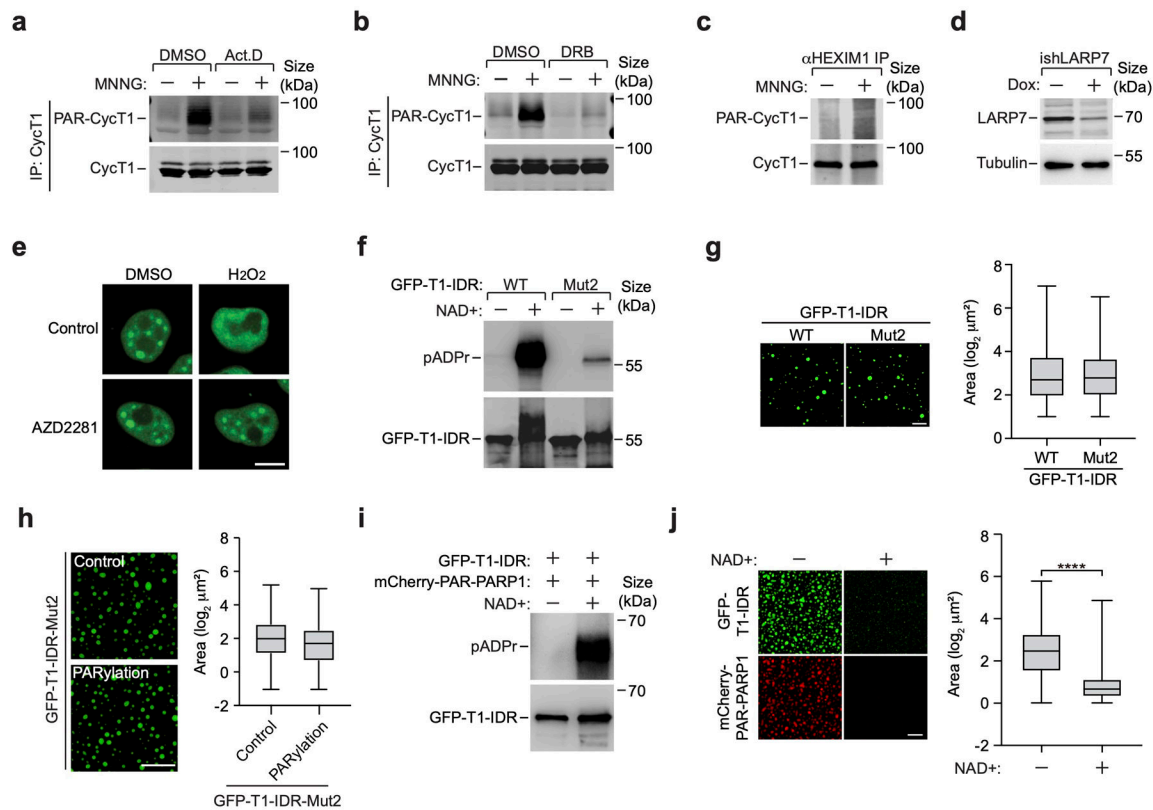 a
DMSO Act.D Size
MNNG: — + — + (kDa)
PAR-CycT1
100
100
CycT1
IP: CycT1
b
DMSO DRB Size
MNNG: — + — + (kDa)
PAR-CycT1
100
100
CycT1
IP: CycT1
c
αHEXIM1 IP Size
MNNG: — + (kDa)
PAR-CycT1
100
100
CycT1
d
ishLARP7 Size
Dox: — + (kDa)
LARP7 70
55
Tubulin
e
DMSO H2O2
Control
AZD2281
f
GFP-T1-IDR: WT Mut2 Size
NAD+: — + — + (kDa)
pADPr
55
GFP-T1-IDR 55
g
GFP-T1-IDR
WT Mut2
Area (log2 μm²)
8
6
4
2
0
WT Mut2
GFP-T1-IDR
h
GFP-T1-IDR-Mut2
Control
PARylation
Area (log2 μm²)
8
6
4
2
0
-2
Control
PARylation
GFP-T1-IDR-Mut2
i
GFP-T1-IDR: + +
mCherry-PAR-PARP1: + + Size
NAD+: — + (kDa)
70
pADPr
70
GFP-T1-IDR
j
NAD+: — +
GFP-
T1-IDR
mCherry-
PAR-PARP1
Area (log2 μm²)
8
6
4
2
0
-2
****
NAD+: — +